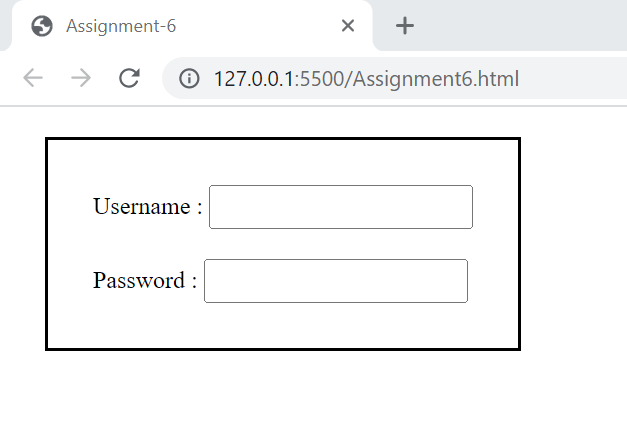 Assignment-6
127.0.0.1:5500/Assignment6.html
Username :
Password :